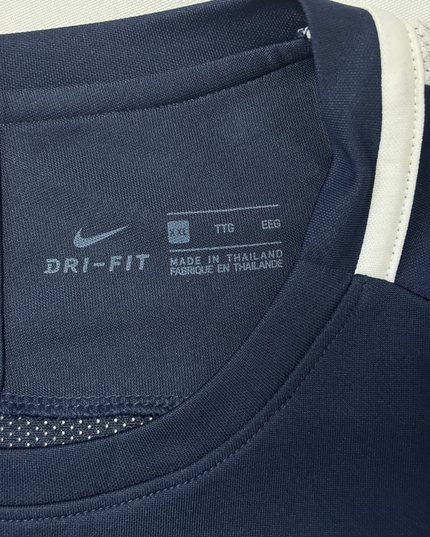 XXL TTG EEG
DRI-FIT
MADE IN THAILAND
FABRIQUE EN THAILANDE